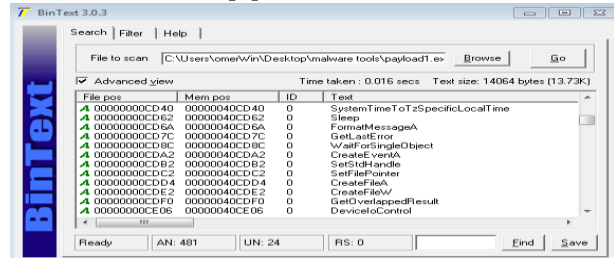 BinText 3.0.3
Search Filter Help
File to scan C:\Users\omerWin\Desktop\malware tools\payload1.ex Browse Go
Advanced view Time taken : 0.016 secs Text size: 14064 bytes (13.73K)
File pos Mem pos ID Text
A 00000000CD40 00000040CD40 0 SystemTimeToTzSpecificLocalTime
A 00000000CD62 00000040CD62 0 Sleep
A 00000000CD6A 00000040CD6A 0 FormatMessageA
A 00000000CD7C 00000040CD7C 0 GetLastError
A 00000000CD8C 00000040CD8C 0 WaitForSingleObject
A 00000000CDA2 00000040CDA2 0 CreateEventA
A 00000000CDB2 00000040CDB2 0 SetStdHandle
A 00000000CDC2 00000040CDC2 0 SetFilePointer
A 00000000CDD4 00000040CDD4 0 CreateFileA
A 00000000CDE2 00000040CDE2 0 CreateFileW
A 00000000CDF0 00000040CDF0 0 GetOverlappedResult
A 00000000CE06 00000040CE06 0 DeviceIoControl
BinText
Ready AN: 481 UN: 24 RS: 0 Find Save